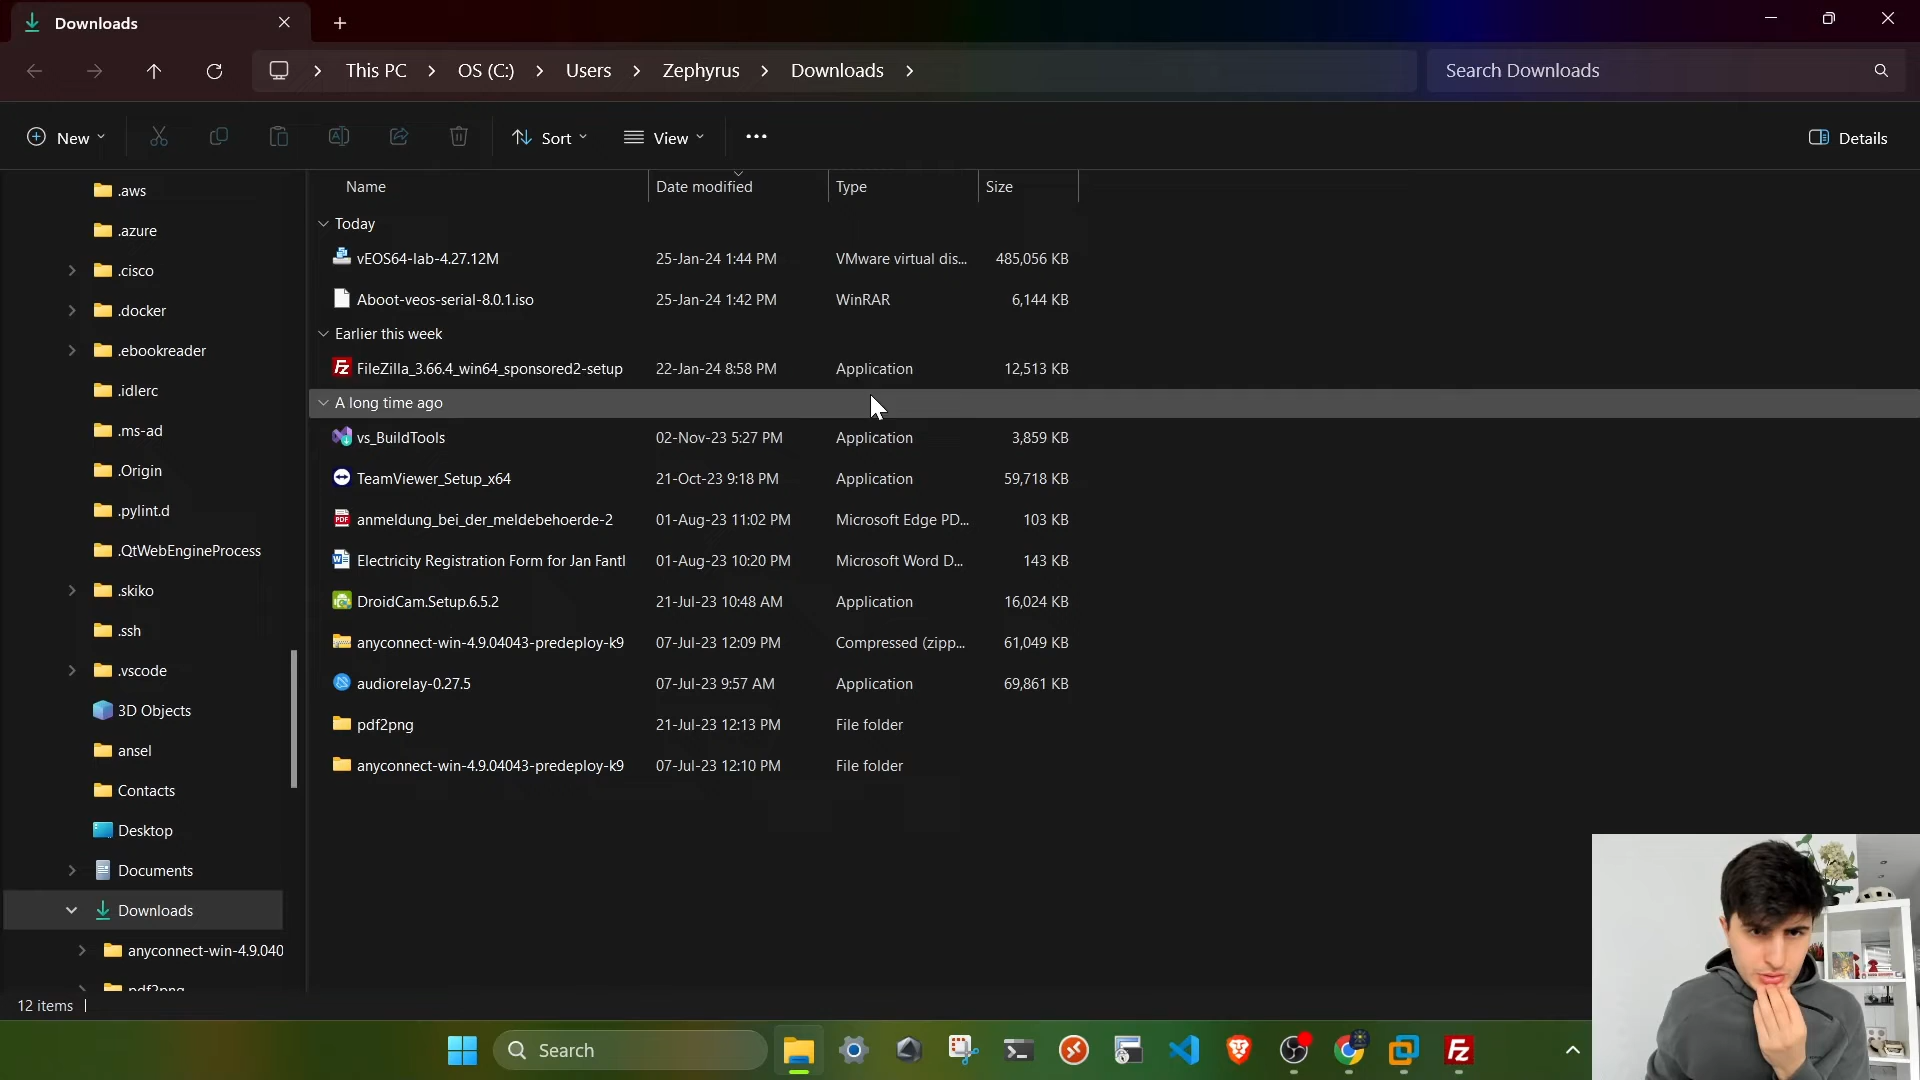 Downloads
This PC > OS (C:) > Users > Zephyrus > Downloads >
Search Downloads
New
Sort
View
Details
.aws
.azure
.cisco
.docker
.ebookreader
.idlerc
.ms-ad
.Origin
.pylint.d
.QtWebEngineProcess
.skiko
.ssh
.vscode
3D Objects
ansel
Contacts
Desktop
Documents
Downloads
anyconnect-win-4.9.040
pdf2png
Name Date modified Type Size
Today
vEOS64-lab-4.27.12M 25-Jan-24 1:44 PM VMware virtual dis... 485,056 KB
Aboot-veos-serial-8.0.1.iso 25-Jan-24 1:42 PM WinRAR 6,144 KB
Earlier this week
FileZilla_3.66.4_win64_sponsored2-setup 22-Jan-24 8:58 PM Application 12,513 KB
A long time ago
vs_BuildTools 02-Nov-23 5:27 PM Application 3,859 KB
TeamViewer_Setup_x64 21-Oct-23 9:18 PM Application 59,718 KB
anmeldung_bei_der_meldebehoerde-2 01-Aug-23 11:02 PM Microsoft Edge PD... 103 KB
Electricity Registration Form for Jan Fantl 01-Aug-23 10:20 PM Microsoft Word D... 143 KB
DroidCam.Setup.6.5.2 21-Jul-23 10:48 AM Application 16,024 KB
anyconnect-win-4.9.04043-predeploy-k9 07-Jul-23 12:09 PM Compressed (zipp... 61,049 KB
audiorelay-0.27.5 07-Jul-23 9:57 AM Application 69,861 KB
pdf2png 21-Jul-23 12:13 PM File folder
anyconnect-win-4.9.04043-predeploy-k9 07-Jul-23 12:10 PM File folder
12 items
Search